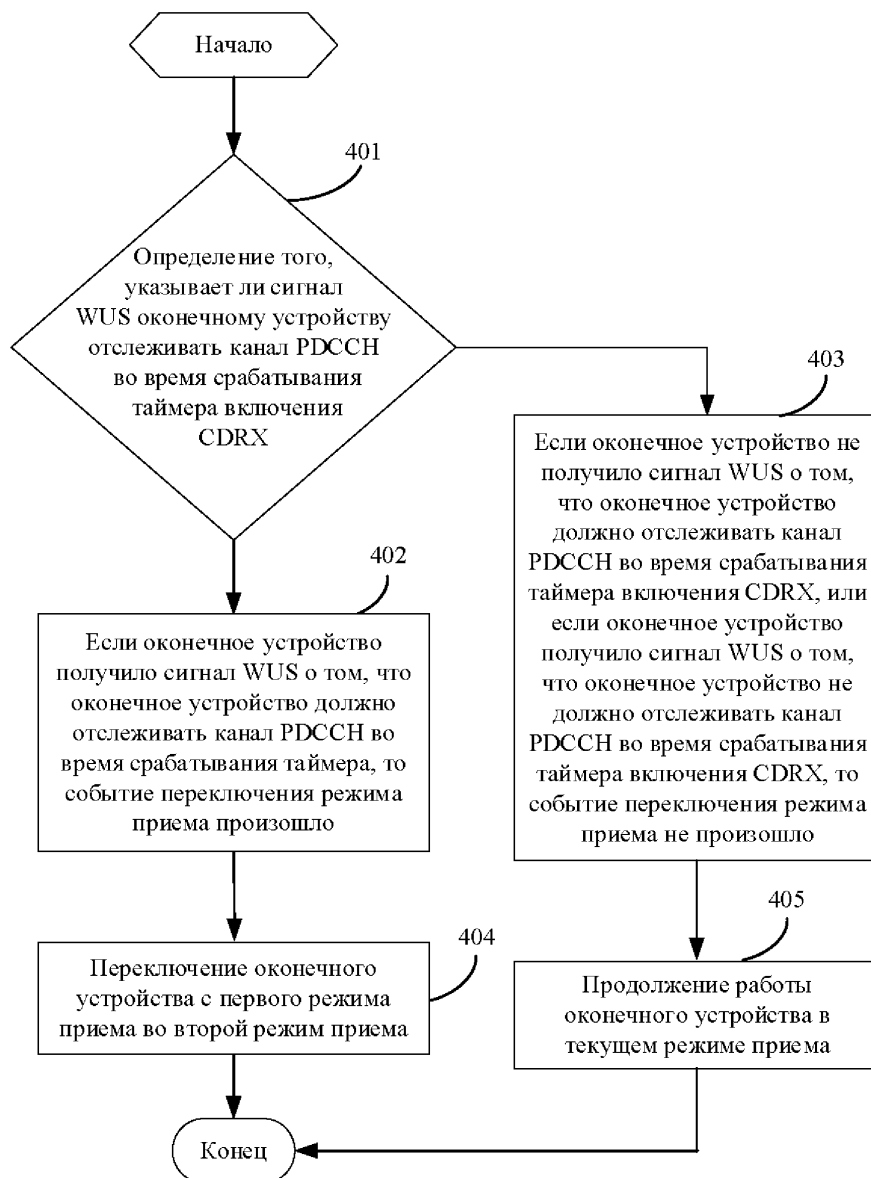 Начало
401
Определение того,
указывает ли сигнал
WUS оконечному устройству
отслеживать канал PDCCH
во время срабатывания
таймера включения
CDRX
402
Если оконечное устройство
получило сигнал WUS о том, что
оконечное устройство должно
отслеживать канал PDCCH во
время срабатывания таймера, то
событие переключения режима
приема произошло
403
Если оконечное устройство не
получило сигнал WUS о том,
что оконечное устройство
должно отслеживать канал
PDCCH во время срабатывания
таймера включения CDRX, или
если оконечное устройство
получило сигнал WUS о том,
что оконечное устройство не
должно отслеживать канал
PDCCH во время срабатывания
таймера включения CDRX, то
событие переключения режима
приема не произошло
404
Переключение оконечного
устройства с первого режима
приема во второй режим приема
405
Продолжение работы
оконечного устройства в
текущем режиме приема
Конец